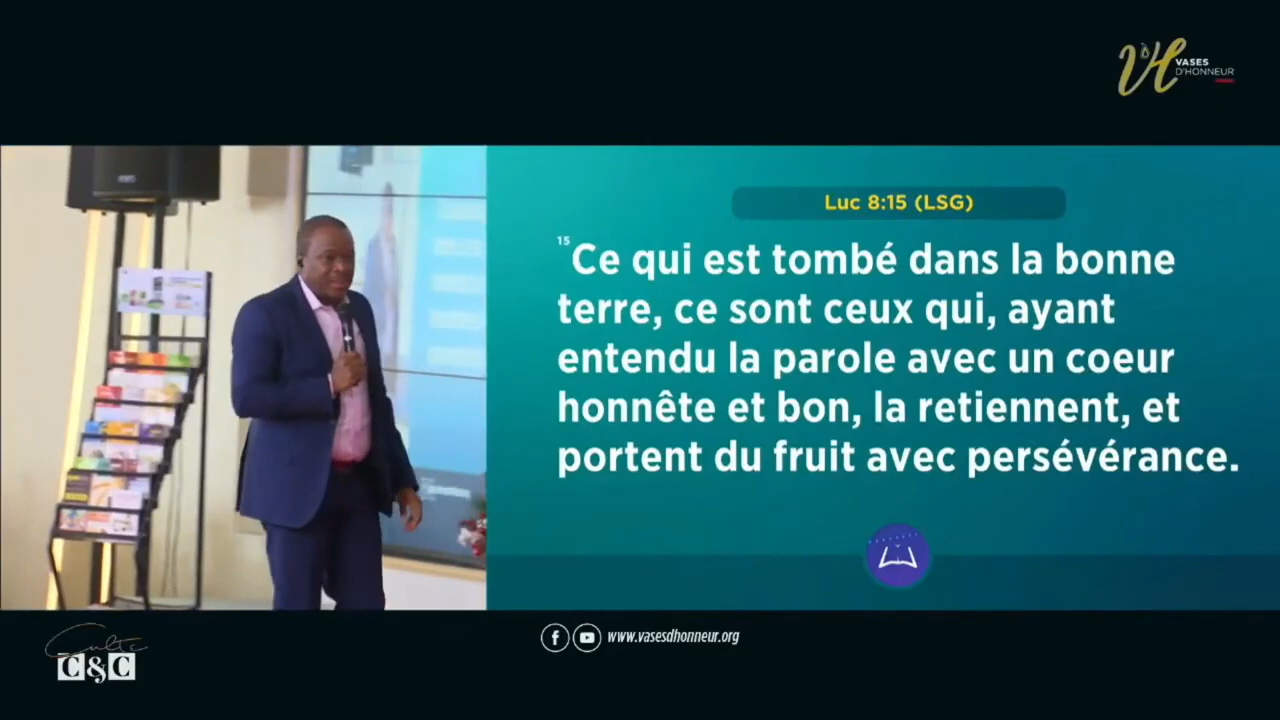 VASES
D'HONNEUR
Luc 8:15 (LSG)
15 Ce qui est tombé dans la bonne
terre, ce sont ceux qui, ayant
entendu la parole avec un coeur
honnête et bon, la retiennent, et
portent du fruit avec persévérance.
www.vasesdhonneur.org
Culte
C&C